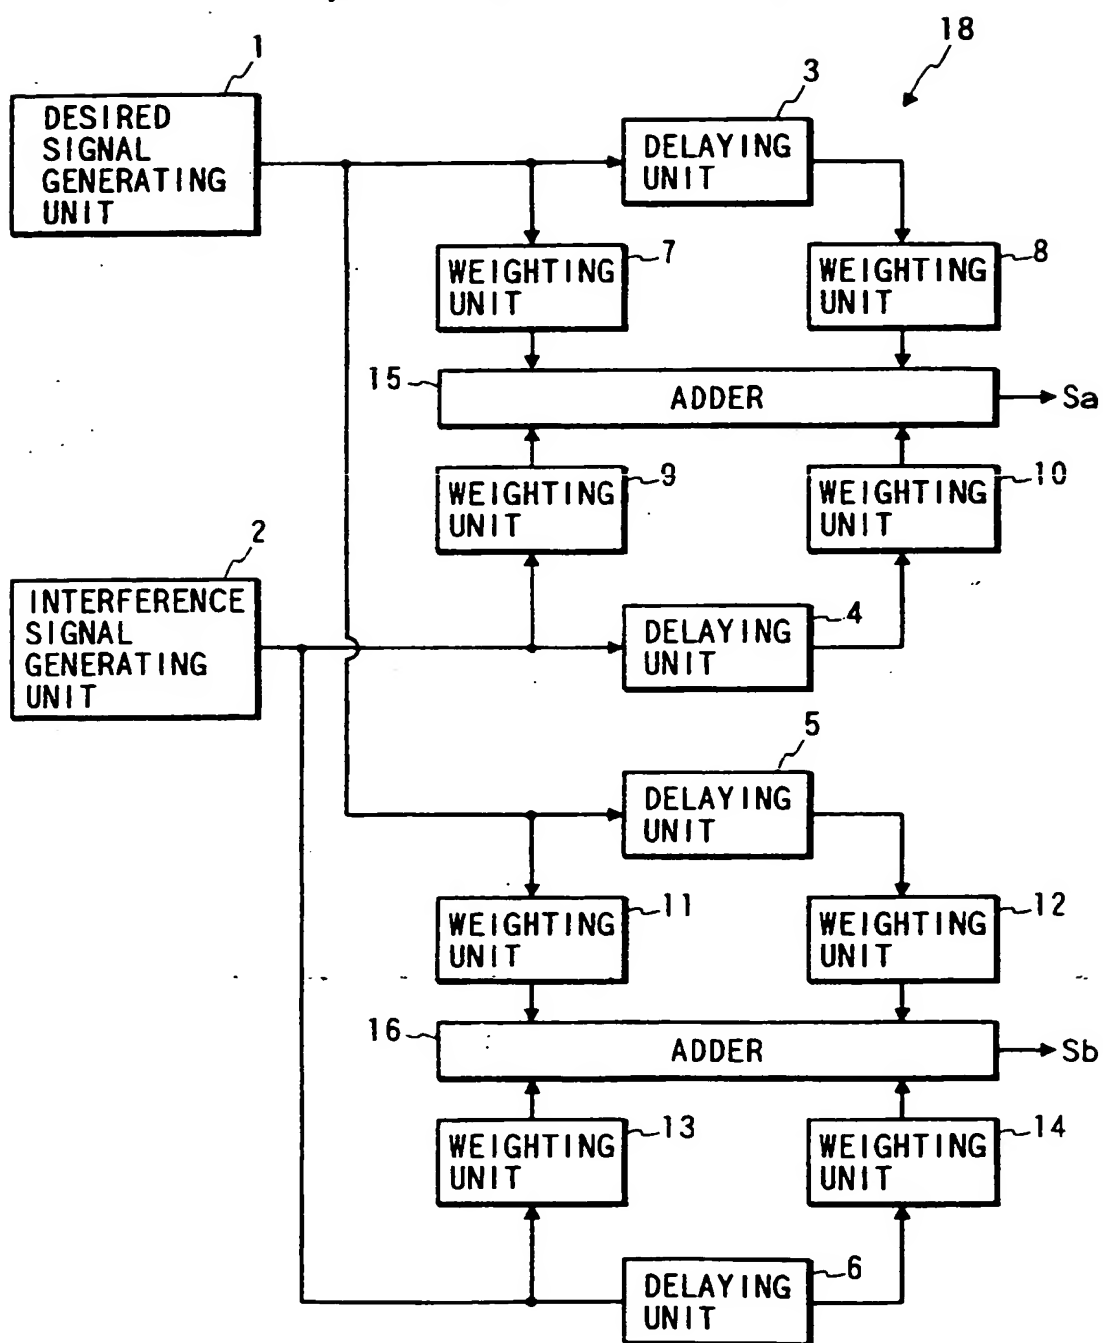 18
1
DESIRED
SIGNAL
GENERATING
UNIT
3
DELAYING
UNIT
7
WEIGHTING
UNIT
8
WEIGHTING
UNIT
15
ADDER
Sa
9
WEIGHTING
UNIT
10
WEIGHTING
UNIT
2
INTERFERENCE
SIGNAL
GENERATING
UNIT
4
DELAYING
UNIT
5
DELAYING
UNIT
11
WEIGHTING
UNIT
12
WEIGHTING
UNIT
16
ADDER
Sb
13
WEIGHTING
UNIT
14
WEIGHTING
UNIT
6
DELAYING
UNIT